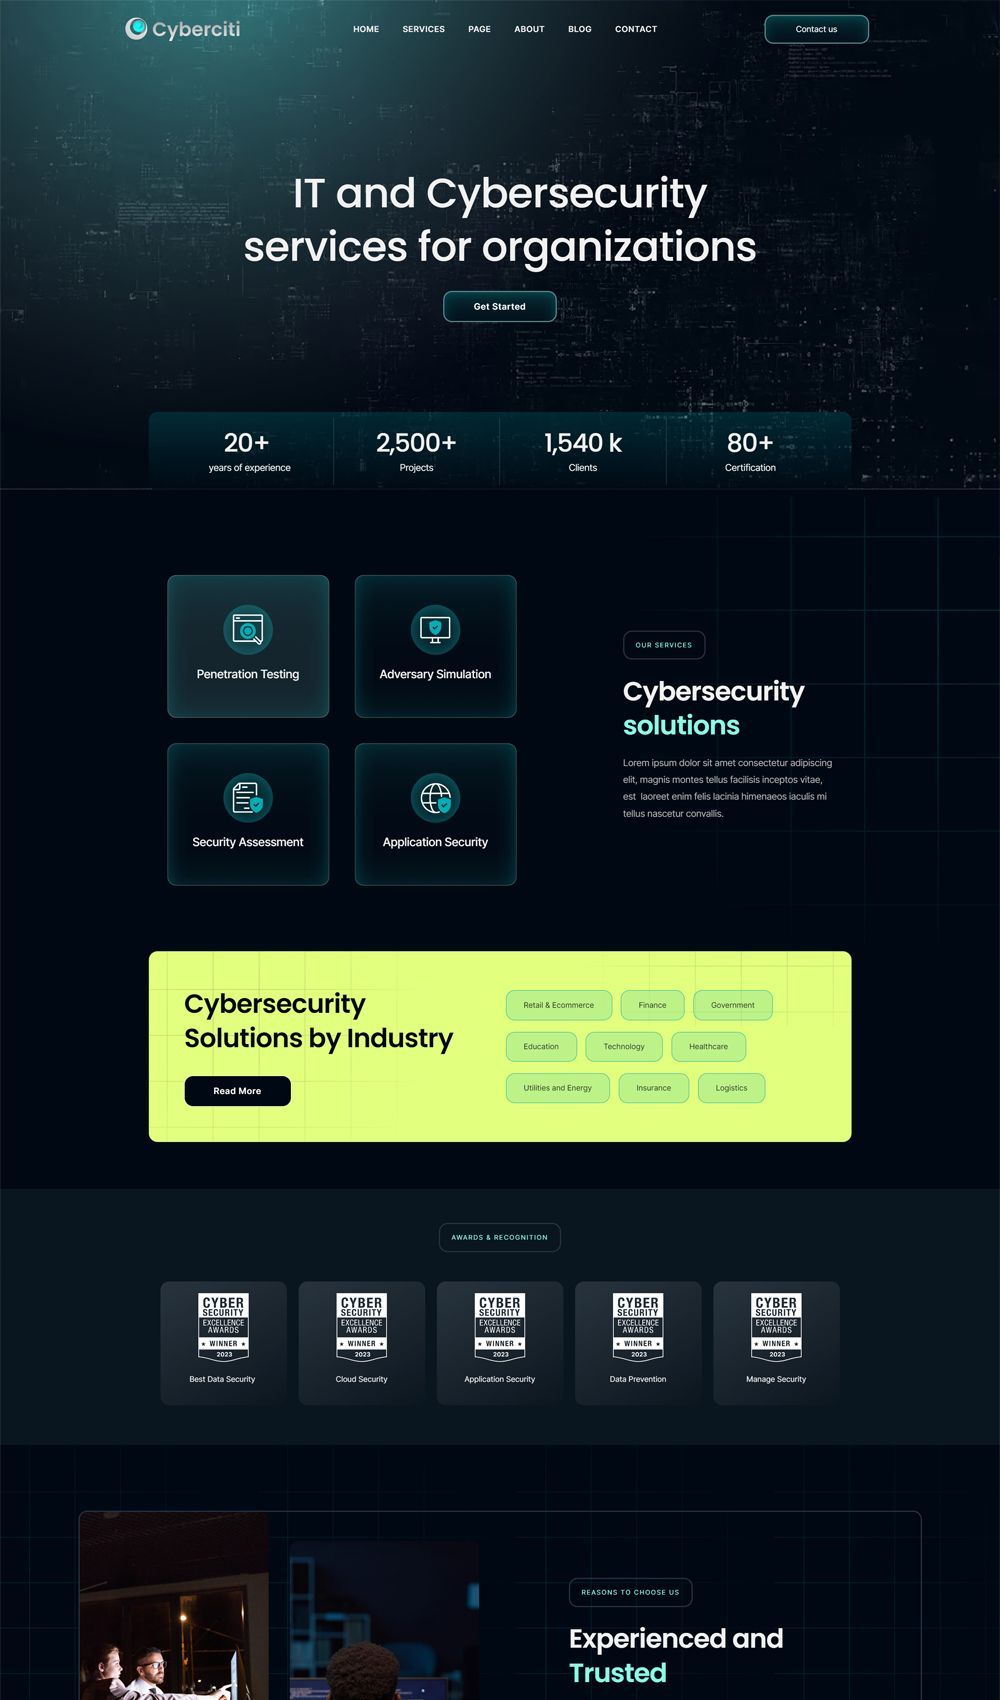 Cyberciti
HOME SERVICES PAGE ABOUT BLOG CONTACT
Contact us
IT and Cybersecurity
services for organizations
Get Started
20+ 2,500+ 1,540 k 80+
years of experience Projects Clients Certification
Penetration Testing Adversary Simulation
Security Assessment Application Security
OUR SERVICES
Cybersecurity
solutions
Lorem ipsum dolor sit amet consectetur adipiscing
elit, magnis montes tellus facilisis inceptos vitae,
est laoreet enim felis lacinia himenaeos iaculis mi
tellus nascetur convallis.
Cybersecurity
Solutions by Industry
Read More
Retail & Ecommerce Finance Government
Education Technology Healthcare
Utilities and Energy Insurance Logistics
AWARDS & RECOGNITION
CYBER
SECURITY
EXCELLENCE
AWARDS
WINNER
2023
Best Data Security
CYBER
SECURITY
EXCELLENCE
AWARDS
WINNER
2023
Cloud Security
CYBER
SECURITY
EXCELLENCE
AWARDS
WINNER
2023
Application Security
CYBER
SECURITY
EXCELLENCE
AWARDS
WINNER
2023
Data Prevention
CYBER
SECURITY
EXCELLENCE
AWARDS
WINNER
2023
Manage Security
REASONS TO CHOOSE US
Experienced and
Trusted